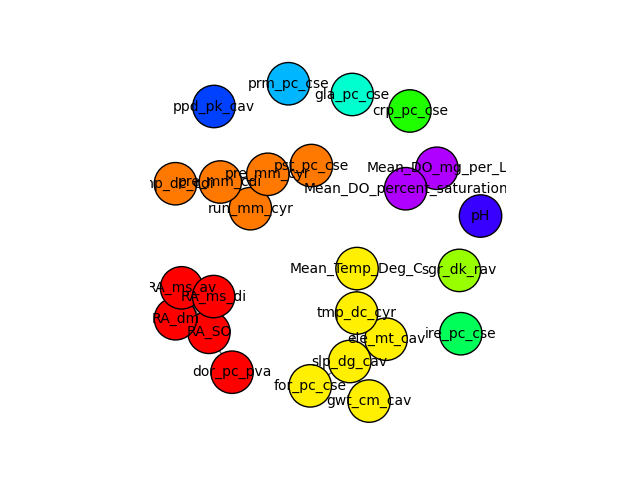 prm_pc_cse
gla_pc_cse
ppd_pk_cav
crp_pc_cse
pst_pc_cse
Mean_DO_mg_per_L
pre_mm_cyr
pre_mm_cdi
Mean_DO_percent_saturation
run_mm_cyr
pH
Mean_Temp_Deg_C
sgr_dk_rav
RA_ms_av
RA_ms_di
tmp_dc_cyr
RA_dm
RA_SO
ele_mt_cav
ire_pc_cse
slp_dg_cav
dor_pc_pva
for_pc_cse
gwt_cm_cav